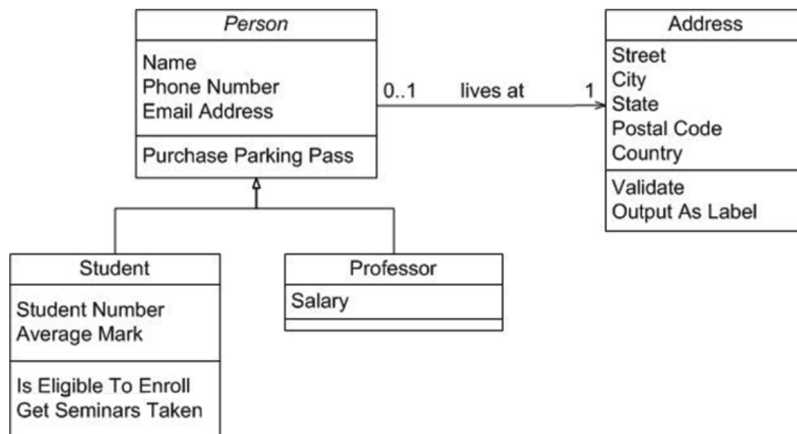 Person
Name
Phone Number
Email Address
Purchase Parking Pass
0..1 lives at 1
Address
Street
City
State
Postal Code
Country
Validate
Output As Label
Student
Student Number
Average Mark
Is Eligible To Enroll
Get Seminars Taken
Professor
Salary